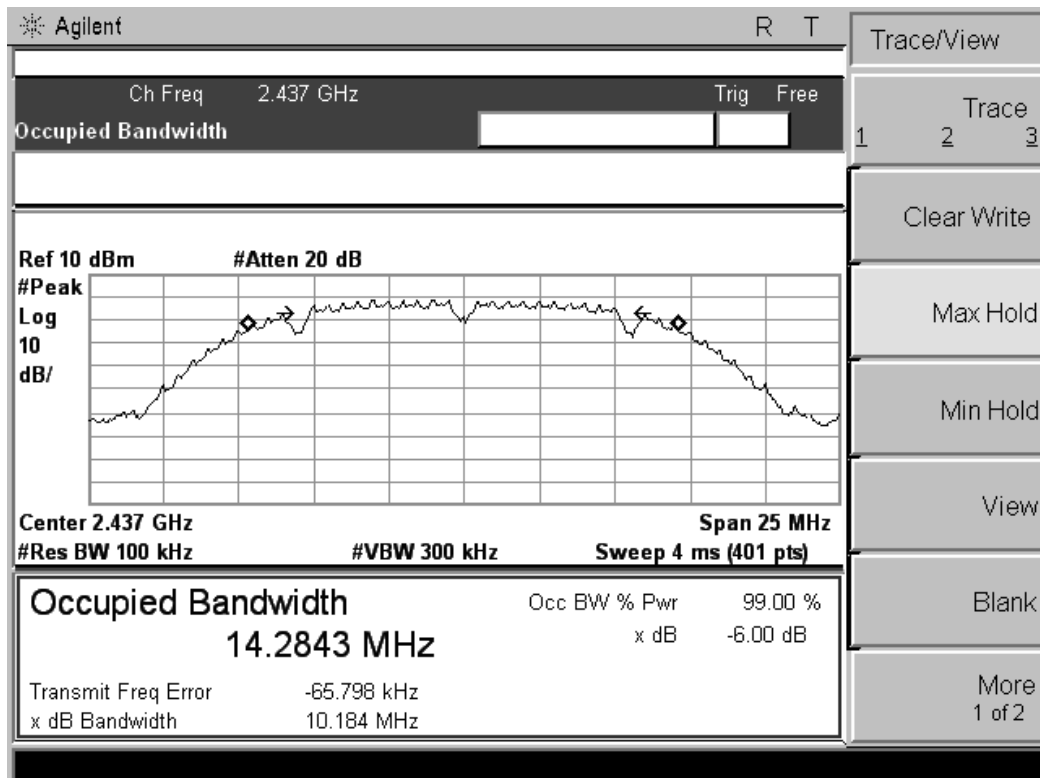 Agilent R T
Trace/View
Ch Freq 2.437 GHz Trig Free
Occupied Bandwidth
Trace
1 2 3
Clear Write
Max Hold
Min Hold
View
Blank
More
1 of 2
Ref 10 dBm #Atten 20 dB
#Peak
Log
10
dB/
Center 2.437 GHz Span 25 MHz
#Res BW 100 kHz #VBW 300 kHz Sweep 4 ms (401 pts)
Occupied Bandwidth Occ BW % Pwr 99.00 %
14.2843 MHz x dB -6.00 dB
Transmit Freq Error -65.798 kHz
x dB Bandwidth 10.184 MHz